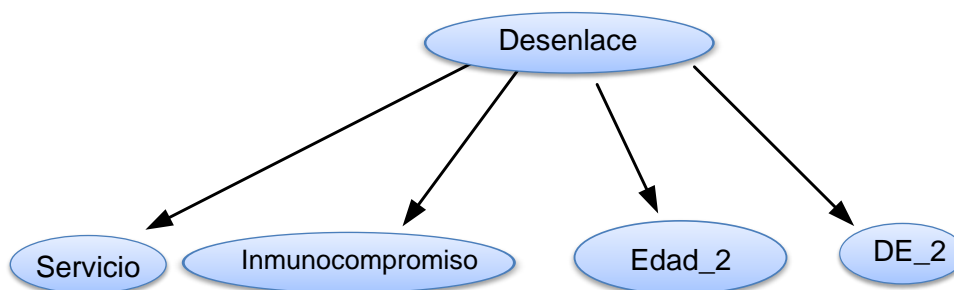 Desenlace
Servicio
Inmunocompromiso
Edad_2
DE_2